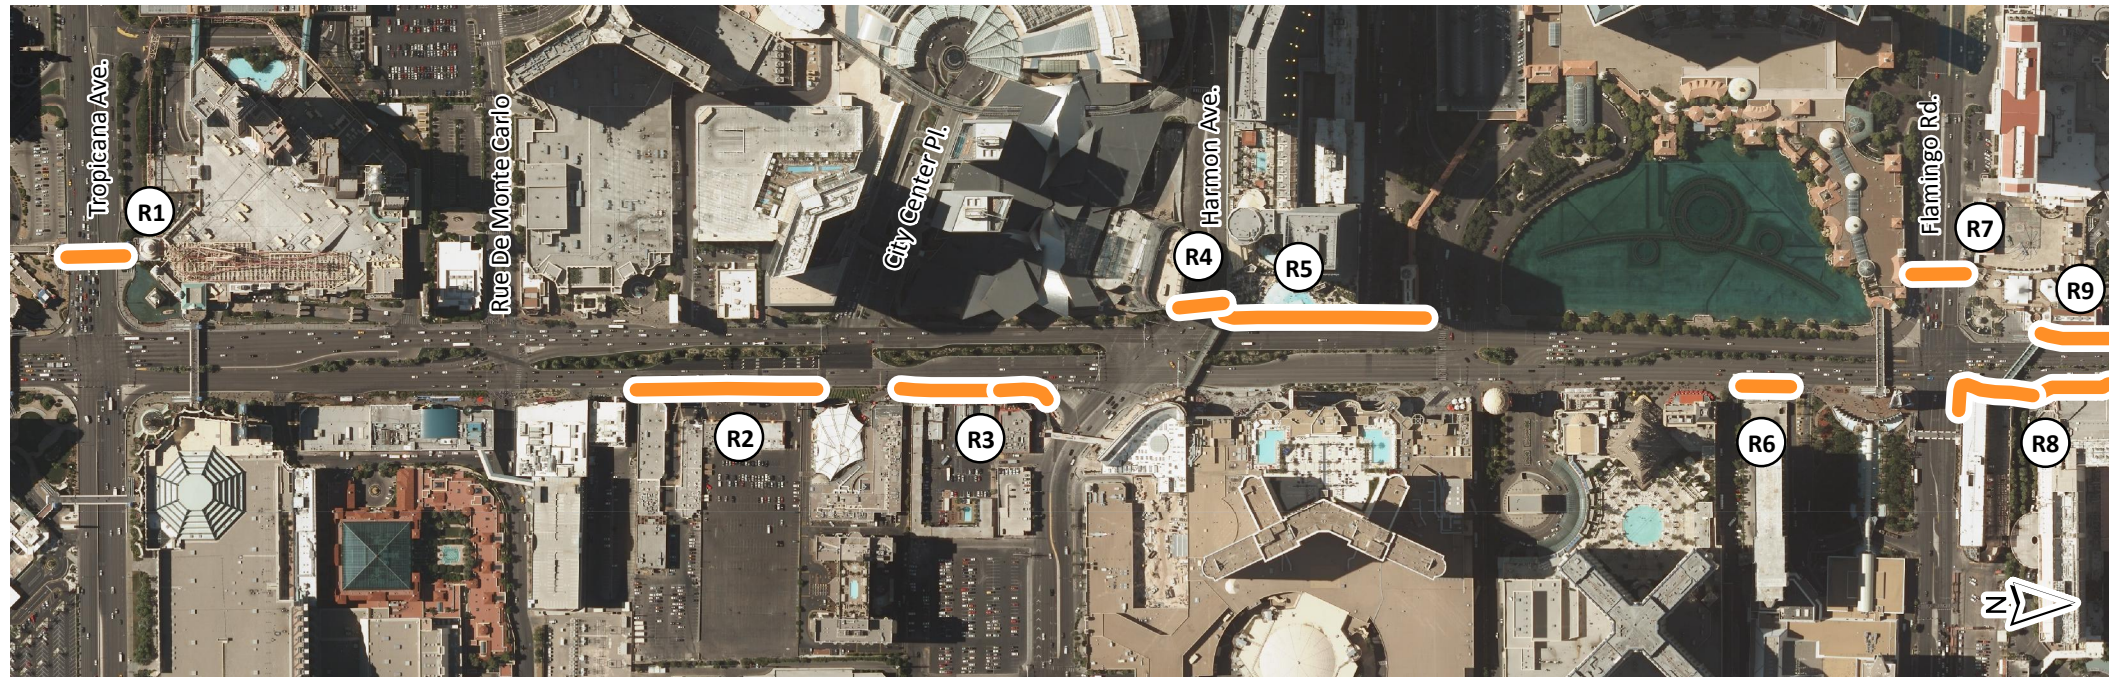 Tropicana Ave.
R1
Rue De Monte Carlo
City Center Pl.
Harmon Ave.
R4
R5
Flamingo Rd.
R7
R9
R2
R3
R6
R8
N